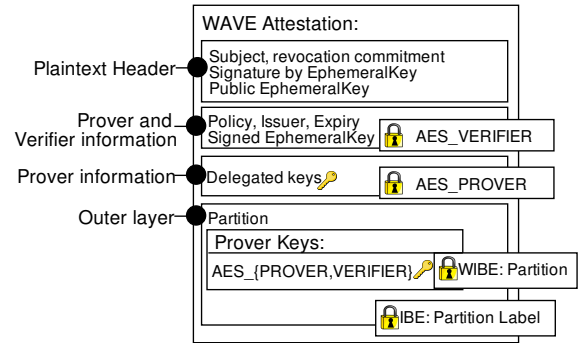 WAVE Attestation:
Plaintext Header
Subject, revocation commitment
Signature by EphemeralKey
Public EphemeralKey
Prover and
Verifier information
Policy, Issuer, Expiry
Signed EphemeralKey
AES_VERIFIER
Prover information
Delegated keys
AES_PROVER
Outer layer
Partition
Prover Keys:
AES_{PROVER,VERIFIER}
WIBE: Partition
IBE: Partition Label